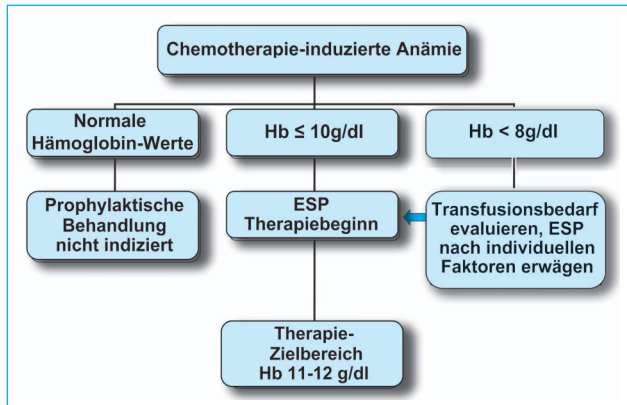 Chemotherapie-induzierte Anämie
Normale
Hämoglobin-Werte
Hb ≤ 10g/dl
Hb < 8g/dl
Prophylaktische
Behandlung
nicht indiziert
ESP
Therapiebeginn
Transfusionsbedarf
evaluieren, ESP
nach individuellen
Faktoren erwägen
Therapie-
Zielbereich
Hb 11-12 g/dl